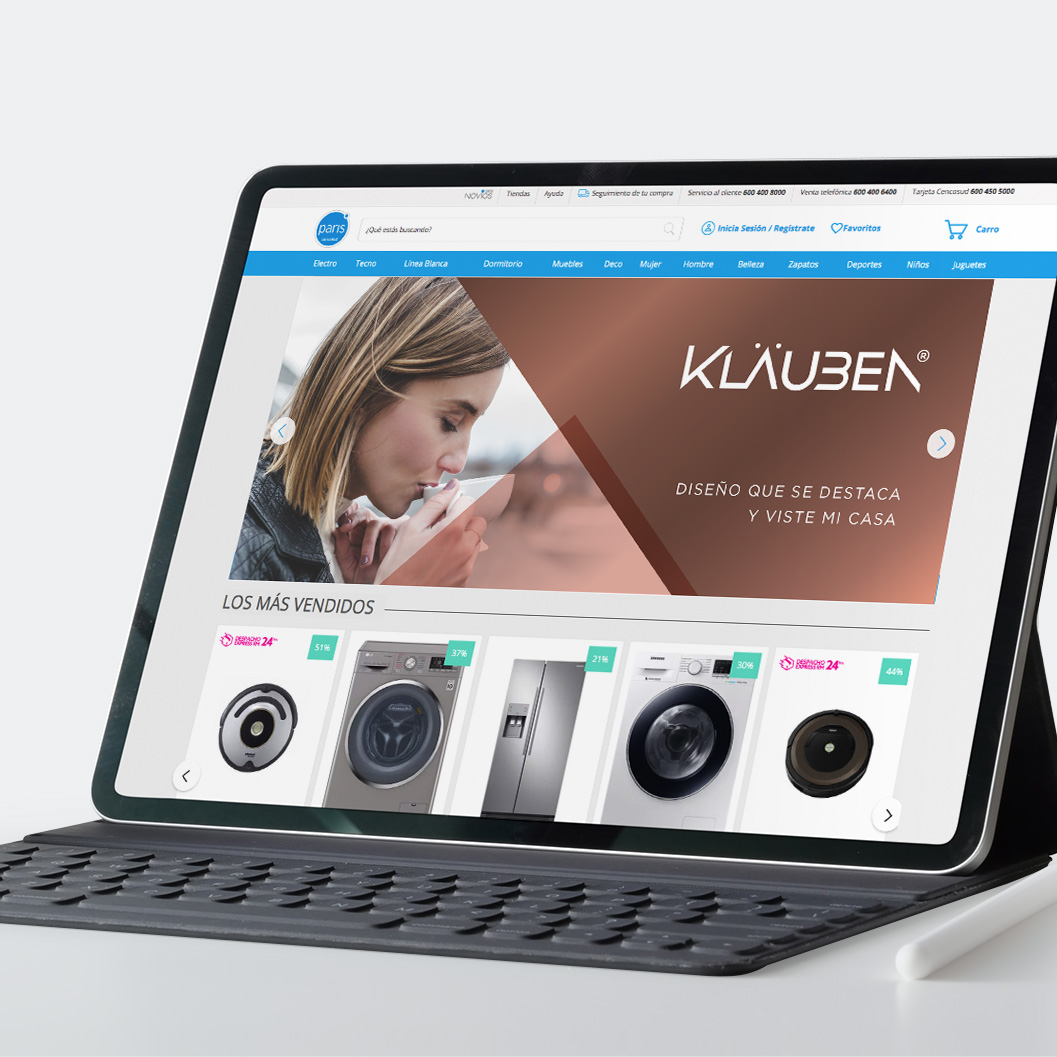 NOVIOS
Tiendas
Ayuda
Seguimiento de tu compra
Servicio al cliente 600 400 8000
Venta telefónica 600 400 6400
Tarjeta Cencosud 600 450 5000
paris
¿Qué estás buscando?
Inicia Sesión / Regístrate
Favoritos
Carro
Electro Tecno Línea Blanca Dormitorio Muebles Deco Mujer Hombre Belleza Zapatos Deportes Niños Juguetes
KLÄUBEN®
DISEÑO QUE SE DESTACA
Y VISTE MI CASA
LOS MÁS VENDIDOS
DESPACHO
EXPRESS EN 24
51%
LG
37%
21%
SAMSUNG
30%
DESPACHO
EXPRESS EN 24
44%